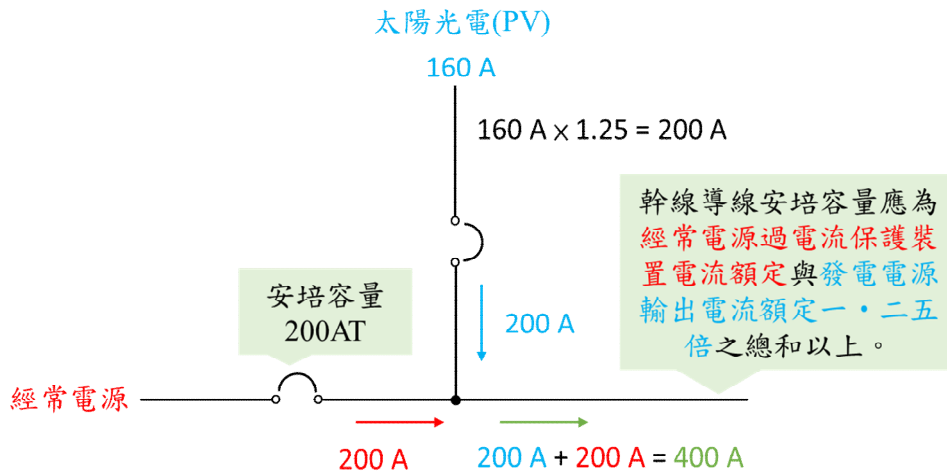 太陽光電(PV)
160 A
160 A x 1.25 = 200 A
幹線導線安培容量應為
經常電源過電流保護裝
置電流額定與發電電源
輸出電流額定一・二五
倍之總和以上。
安培容量
200AT
200 A
經常電源
200 A
200 A + 200 A = 400 A